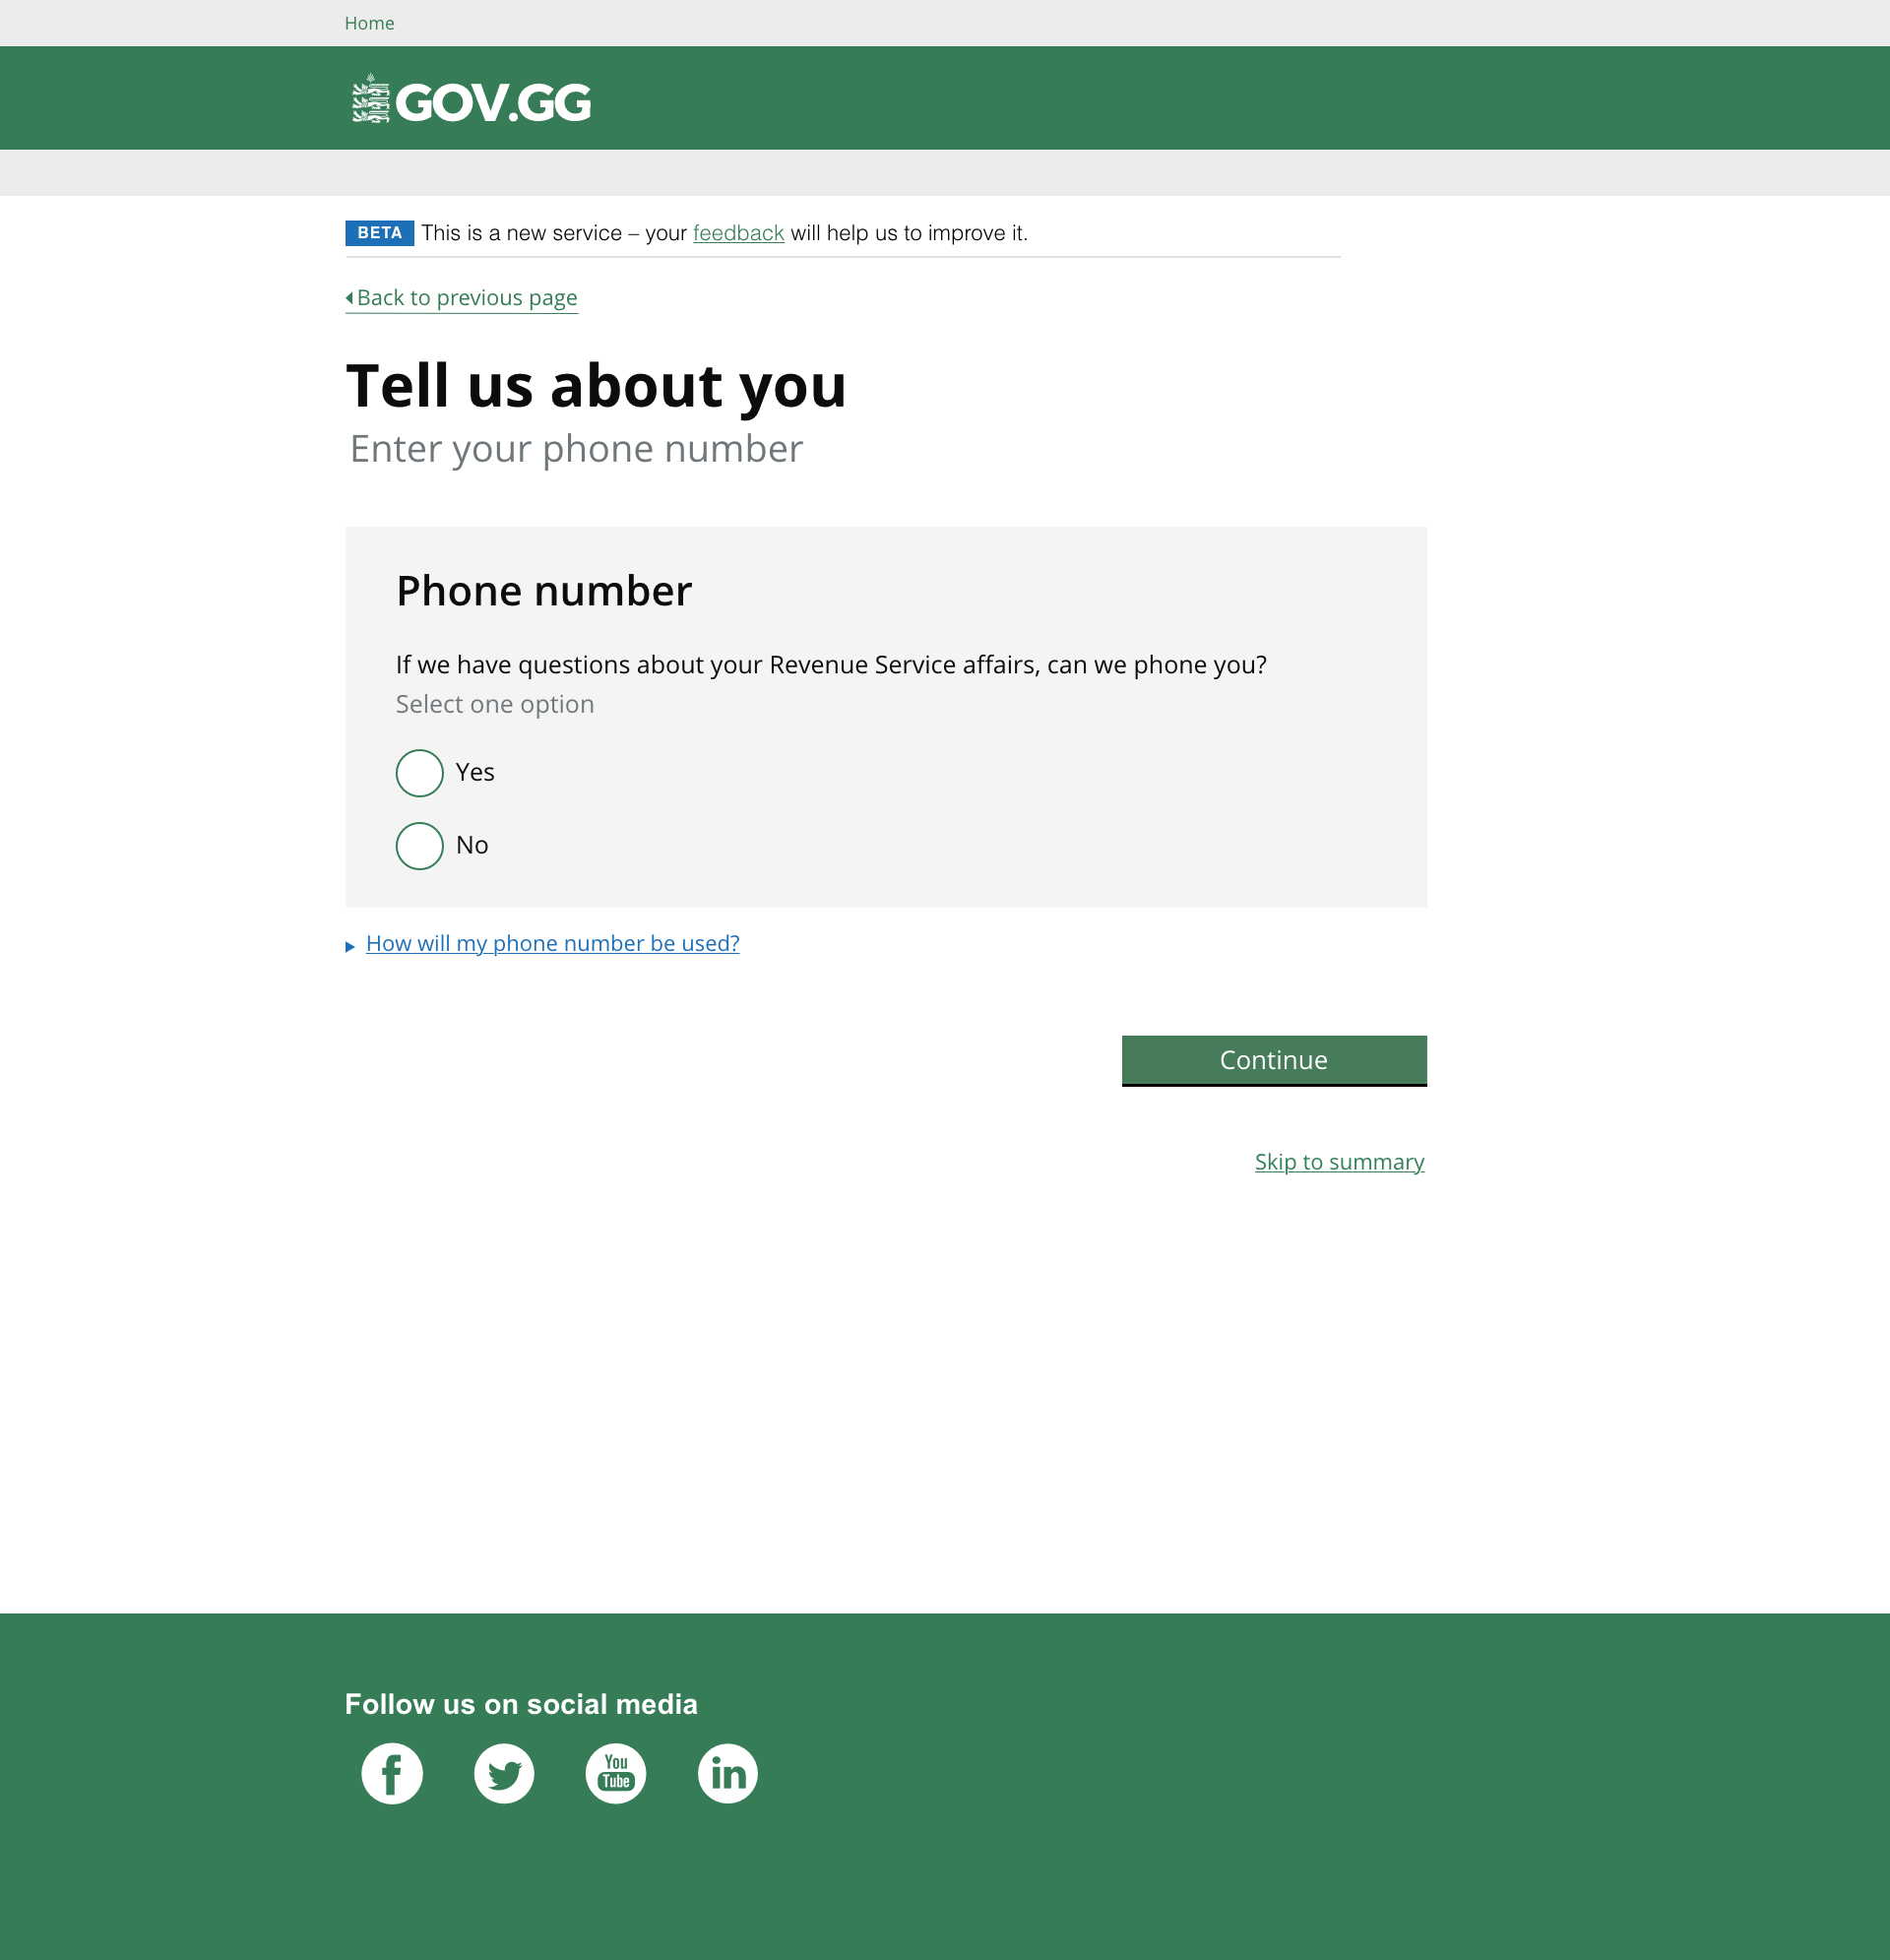 Home
GOV.GG
BETA This is a new service – your feedback will help us to improve it.
Back to previous page
Tell us about you
Enter your phone number
Phone number
If we have questions about your Revenue Service affairs, can we phone you?
Select one option
Yes
No
How will my phone number be used?
Continue
Skip to summary
Follow us on social media
f
You
Tube
in